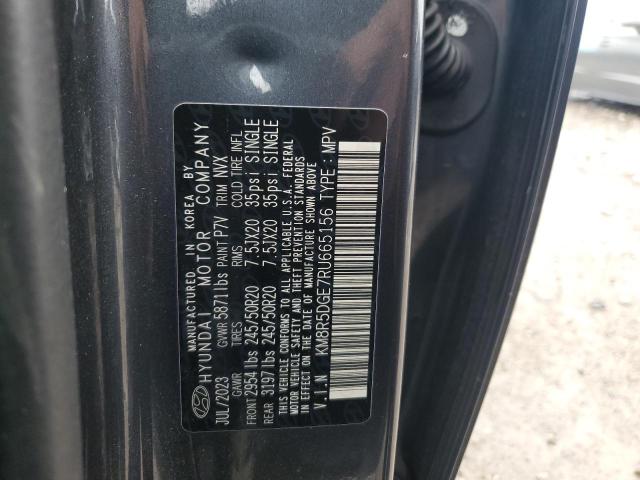 MANUFACTURED IN KOREA BY
HYUNDAI MOTOR COMPANY
JUL/2023 GVWR 5871 lbs PAINT P7V TRIM NVX
GAWR TIRES RIMS COLD TIRE INFL
FRONT 2954 lbs 245/50R20 7.5JX20 35psi SINGLE
REAR 3197 lbs 245/50R20 7.5JX20 35psi SINGLE
THIS VEHICLE CONFORMS TO ALL APPLICABLE U.S.A. FEDERAL
MOTOR VEHICLE SAFETY, BUMPER, AND THEFT PREVENTION STANDARDS
IN EFFECT ON THE DATE OF MANUFACTURE SHOWN ABOVE
V.I.N KM8R5DGE7RU665156 TYPE : MPV